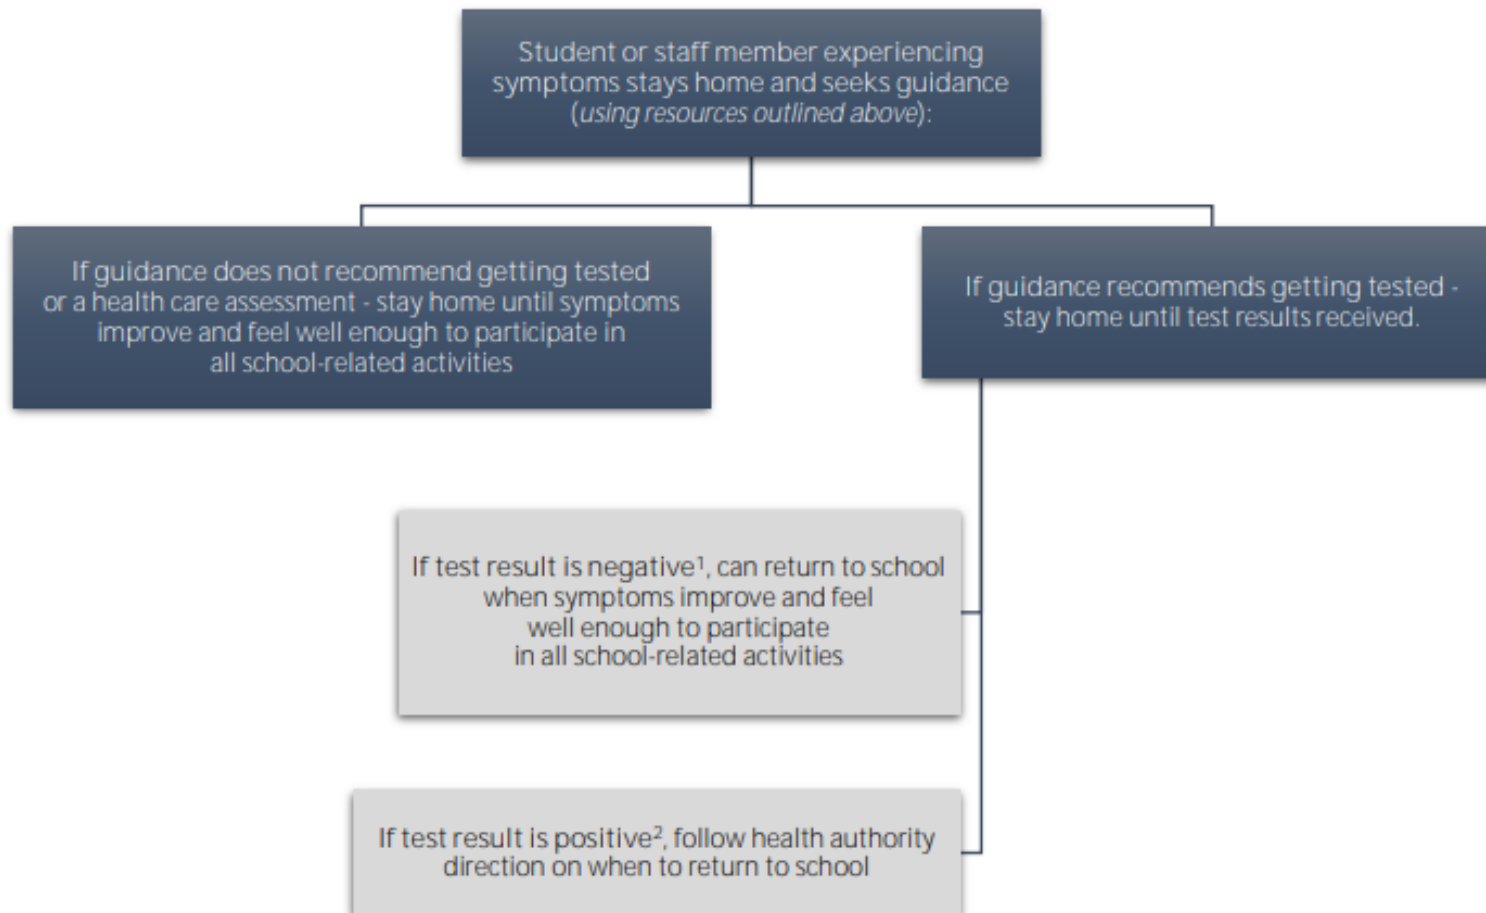 Student or staff member experiencing
symptoms stays home and seeks guidance
(using resources outlined above):
If guidance does not recommend getting tested
or a health care assessment - stay home until symptoms
improve and feel well enough to participate in
all school-related activities
If guidance recommends getting tested -
stay home until test results received.
If test result is negative¹, can return to school
when symptoms improve and feel
well enough to participate
in all school-related activities
If test result is positive², follow health authority
direction on when to return to school